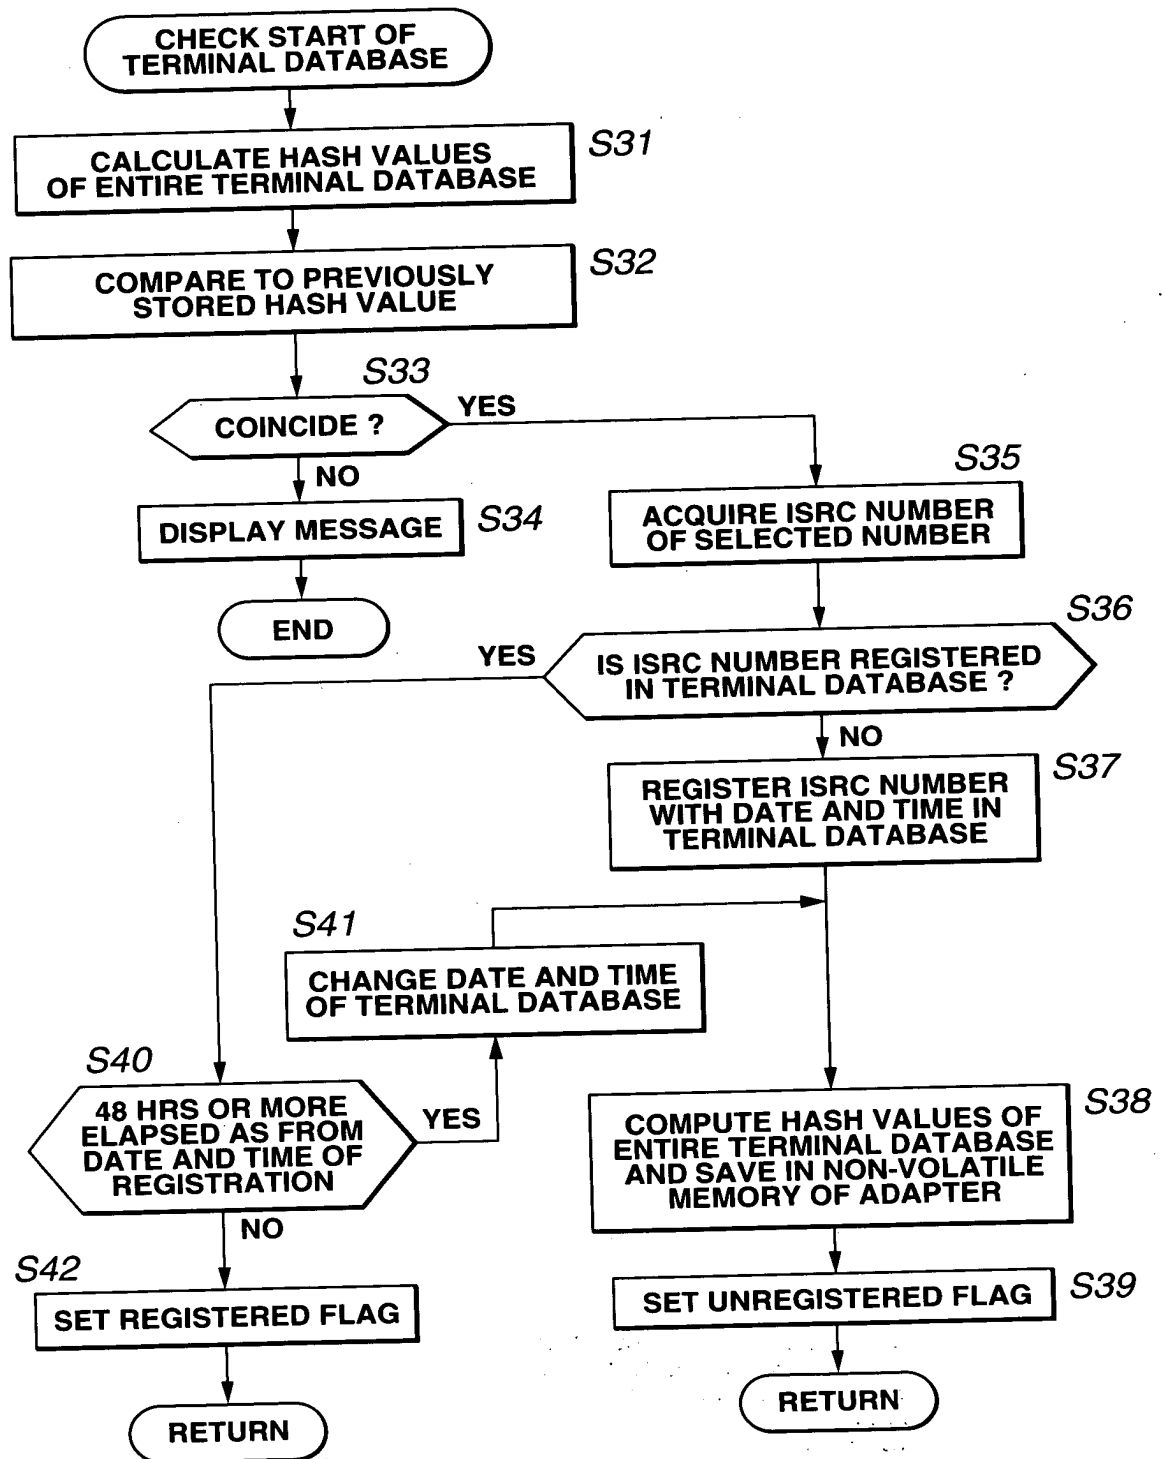 CHECK START OF
TERMINAL DATABASE
CALCULATE HASH VALUES
OF ENTIRE TERMINAL DATABASE
S31
COMPARE TO PREVIOUSLY
STORED HASH VALUE
S32
S33
COINCIDE ?
YES
NO
DISPLAY MESSAGE
S34
END
S35
ACQUIRE ISRC NUMBER
OF SELECTED NUMBER
S36
IS ISRC NUMBER REGISTERED
IN TERMINAL DATABASE ?
YES
NO
S37
REGISTER ISRC NUMBER
WITH DATE AND TIME IN
TERMINAL DATABASE
S41
CHANGE DATE AND TIME
OF TERMINAL DATABASE
S40
48 HRS OR MORE
ELAPSED AS FROM
DATE AND TIME OF
REGISTRATION
YES
NO
S38
COMPUTE HASH VALUES OF
ENTIRE TERMINAL DATABASE
AND SAVE IN NON-VOLATILE
MEMORY OF ADAPTER
S42
SET REGISTERED FLAG
RETURN
SET UNREGISTERED FLAG
S39
RETURN